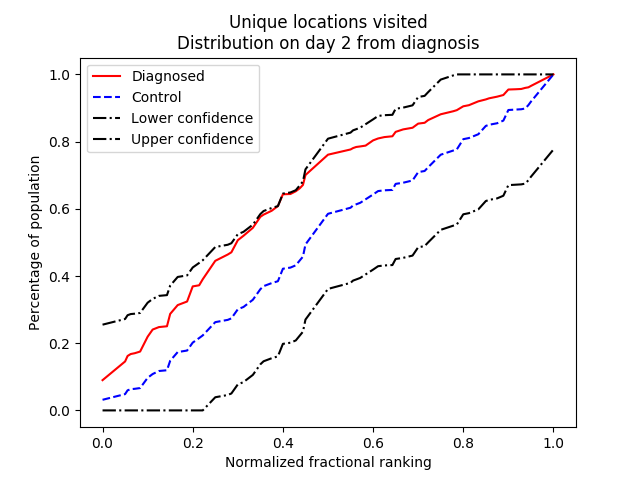 Unique locations visited
Distribution on day 2 from diagnosis
Diagnosed
Control
Lower confidence
Upper confidence
Percentage of population
1.0
0.8
0.6
0.4
0.2
0.0
0.0 0.2 0.4 0.6 0.8 1.0
Normalized fractional ranking